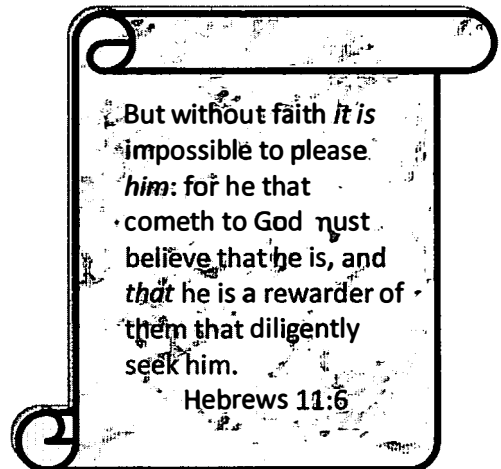 But without faith it is
impossible to please
him: for he that
cometh to God must
believe that he is, and
that he is a rewarder of
them that diligently
seek him.
Hebrews 11:6